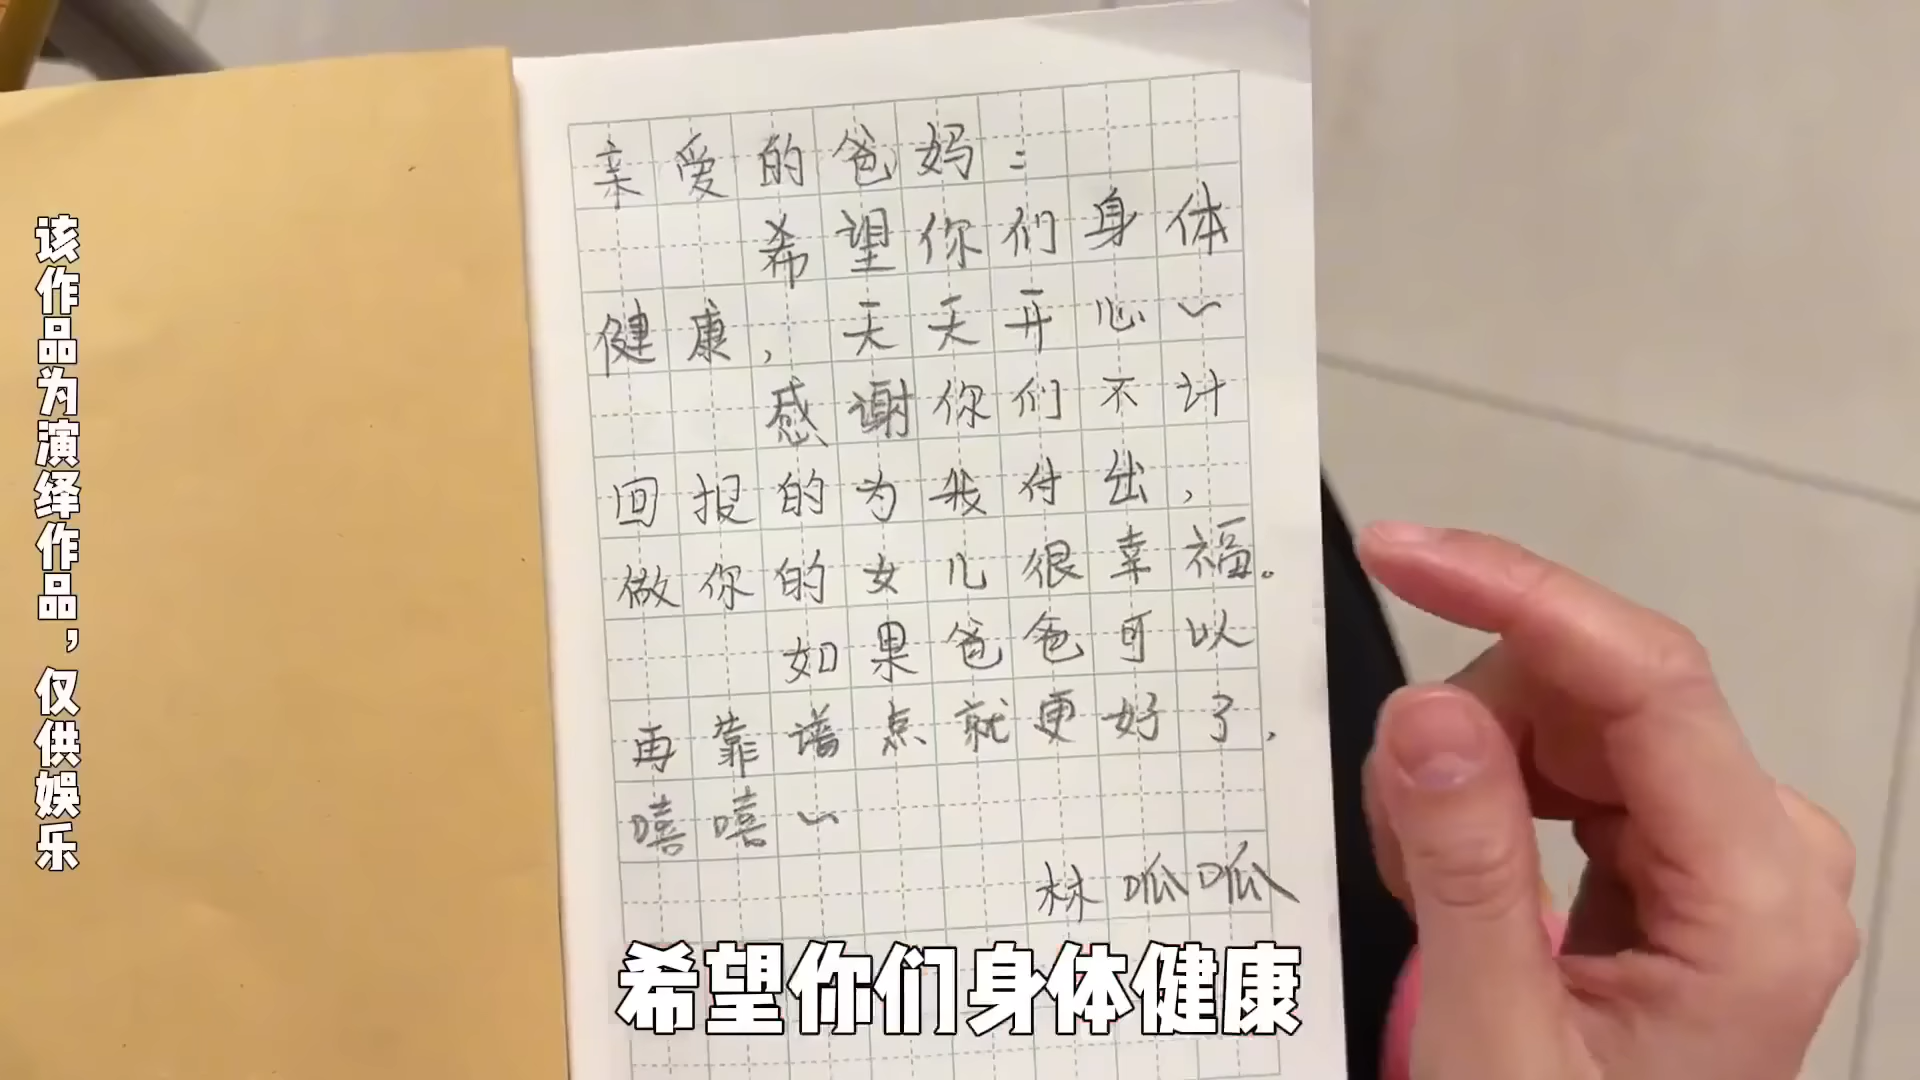 该作品为演绎作品，仅供娱乐
亲爱的爸妈：
希望你们身体
健康，天天开心~
感谢你们不计
回报的为我付出，
做你的女儿很幸福。
如果爸爸可以
再靠谱点就更好了，
嘻嘻~
林呱呱
希望你们身体健康